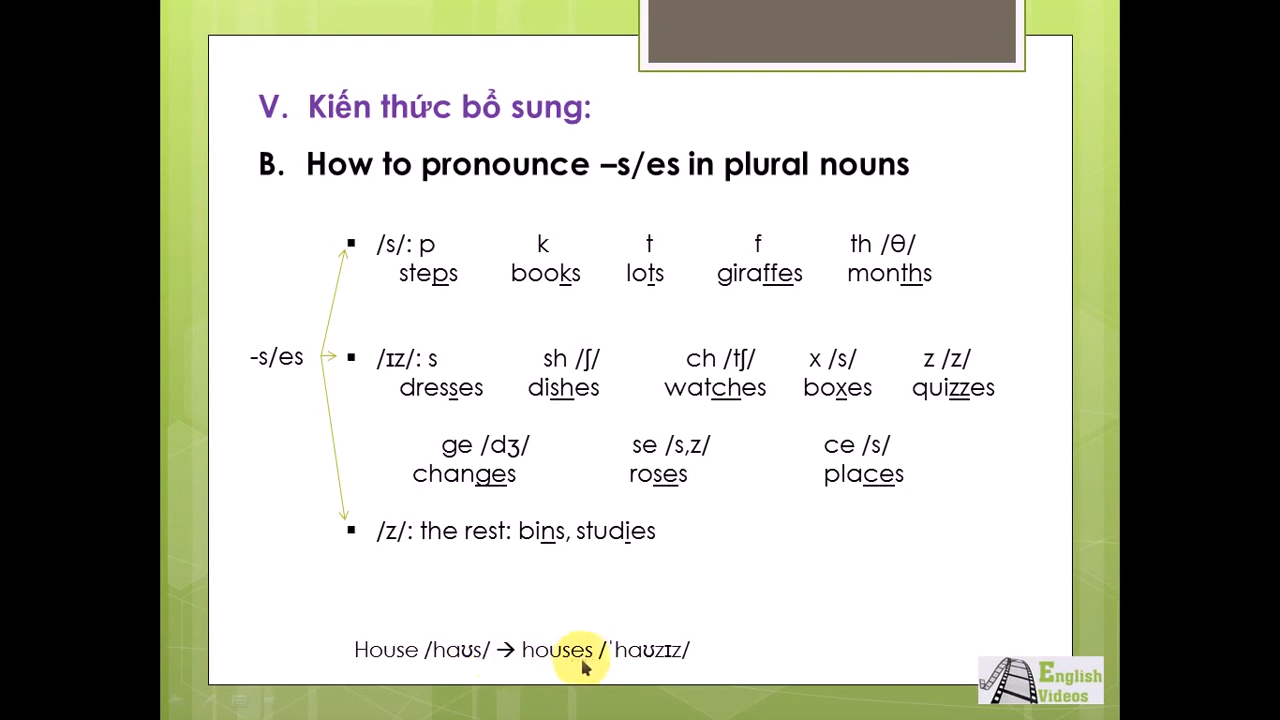 V. Kiến thức bổ sung:
B. How to pronounce –s/es in plural nouns
▪ /s/: p k t f th /θ/
steps books lots giraffes months
-s/es ▪ /ɪz/: s sh /ʃ/ ch /tʃ/ x /s/ z /z/
dresses dishes watches boxes quizzes
ge /dʒ/ se /s,z/ ce /s/
changes roses places
▪ /z/: the rest: bins, studies
House /haʊs/ → houses /ˈhaʊzɪz/
English
Videos